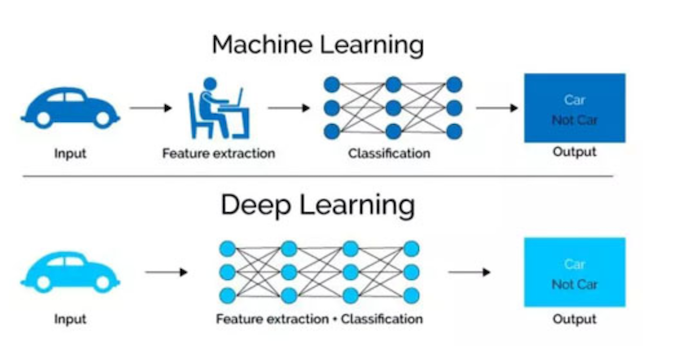 Machine Learning
Car
Not Car
Input
Feature extraction
Classification
Output
Deep Learning
Car
Not Car
Input
Feature extraction + Classification
Output